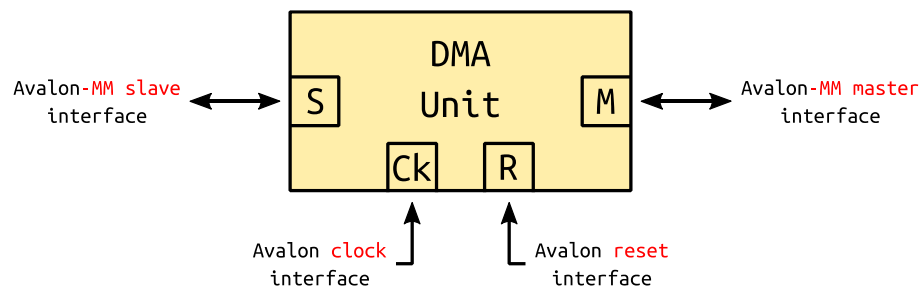 DMA
Unit
Avalon-MM slave
interface
S
M
Avalon-MM master
interface
Ck
R
Avalon clock
interface
Avalon reset
interface